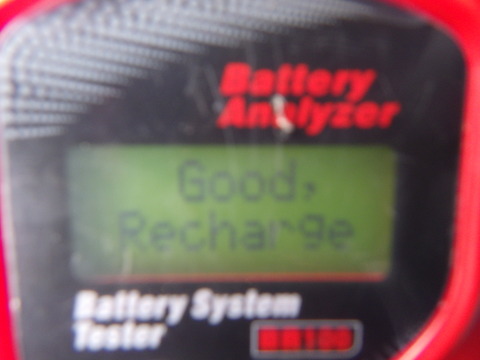 Battery
Analyzer
Good,
Recharge
Battery System
Tester